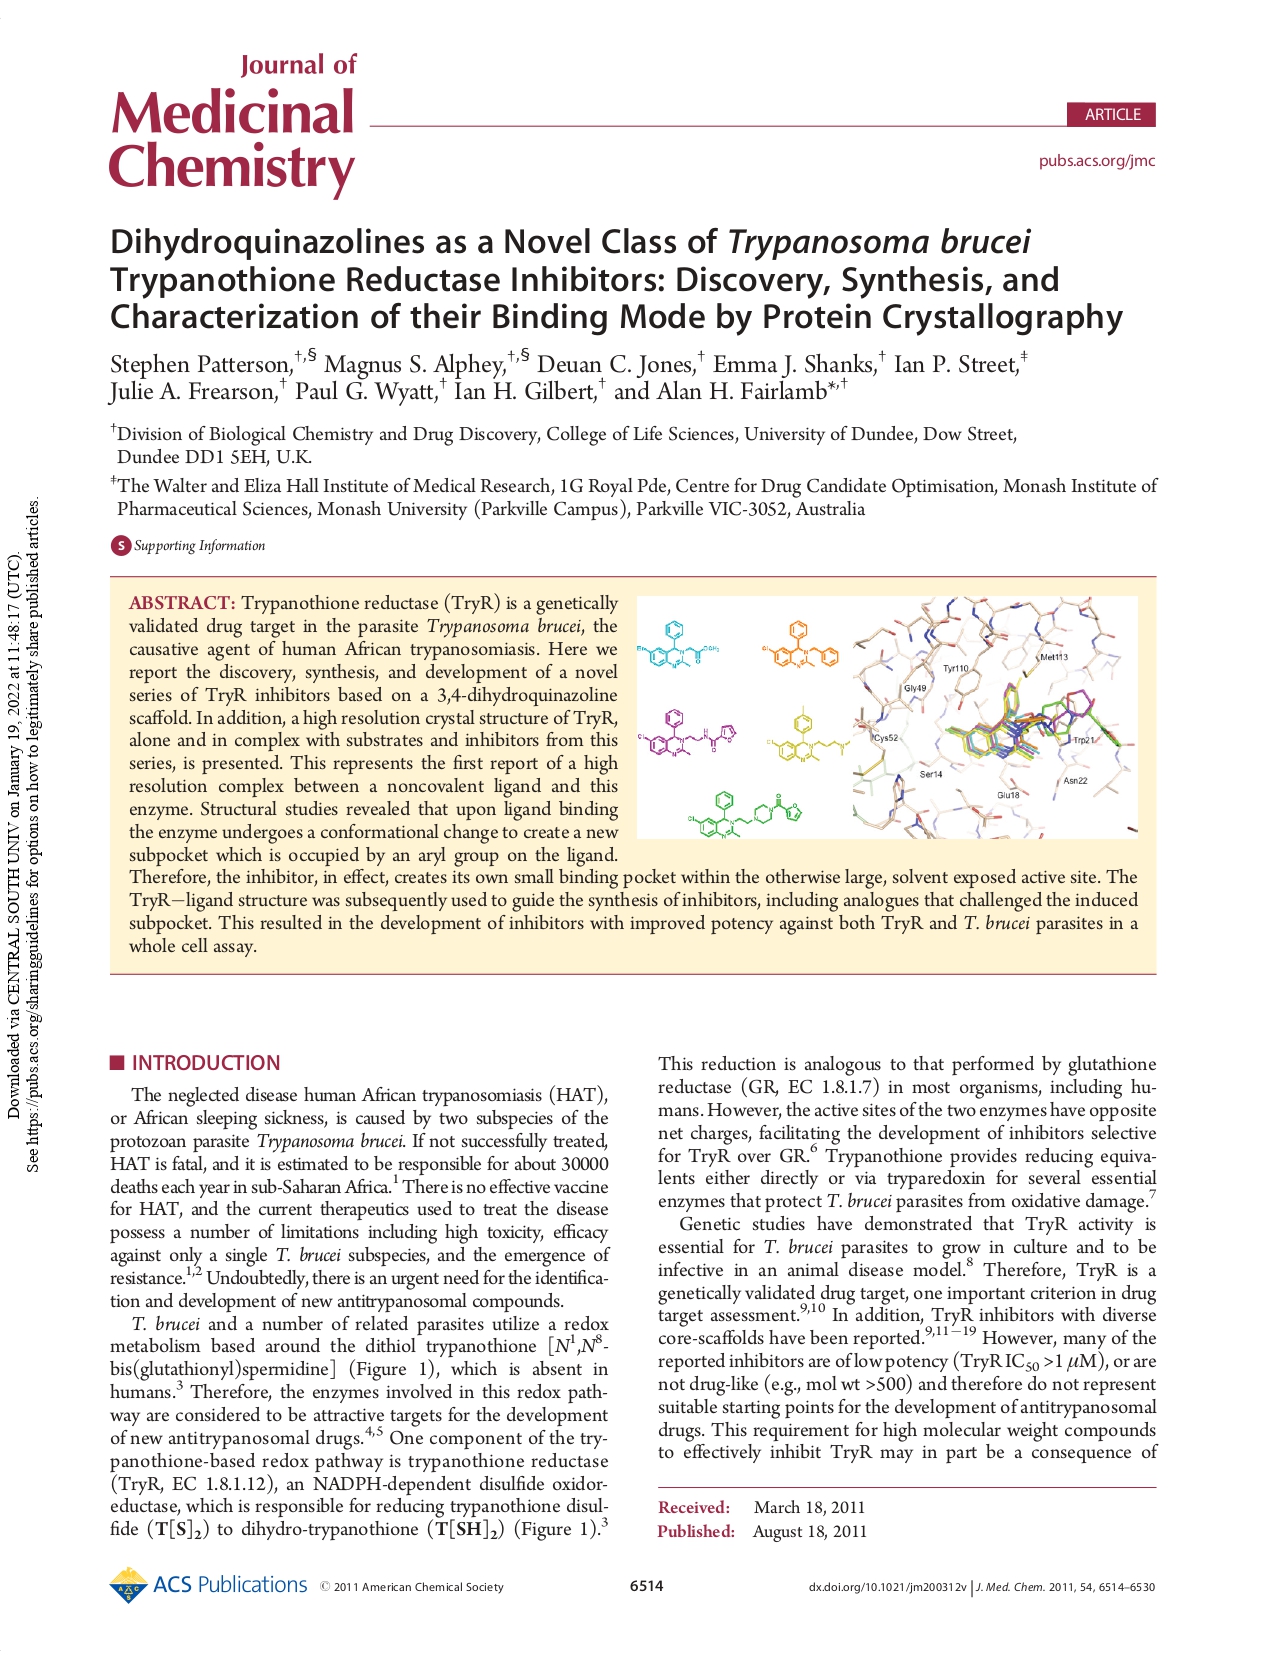 Journal of
Medicinal
Chemistry
ARTICLE
pubs.acs.org/jmc
Dihydroquinazolines as a Novel Class of Trypanosoma brucei
Trypanothione Reductase Inhibitors: Discovery, Synthesis, and
Characterization of their Binding Mode by Protein Crystallography
Stephen Patterson,†,§ Magnus S. Alphey,†,§ Deuan C. Jones,† Emma J. Shanks,† Ian P. Street,‡
Julie A. Frearson,† Paul G. Wyatt,† Ian H. Gilbert,† and Alan H. Fairlamb*,†
†Division of Biological Chemistry and Drug Discovery, College of Life Sciences, University of Dundee, Dow Street,
Dundee DD1 5EH, U.K.
‡The Walter and Eliza Hall Institute of Medical Research, 1G Royal Pde, Centre for Drug Candidate Optimisation, Monash Institute of
Pharmaceutical Sciences, Monash University (Parkville Campus), Parkville VIC-3052, Australia
S Supporting Information
ABSTRACT: Trypanothione reductase (TryR) is a genetically
validated drug target in the parasite Trypanosoma brucei, the
causative agent of human African trypanosomiasis. Here we
report the discovery, synthesis, and development of a novel
series of TryR inhibitors based on a 3,4-dihydroquinazoline
scaffold. In addition, a high resolution crystal structure of TryR,
alone and in complex with substrates and inhibitors from this
series, is presented. This represents the first report of a high
resolution complex between a noncovalent ligand and this
enzyme. Structural studies revealed that upon ligand binding
the enzyme undergoes a conformational change to create a new
subpocket which is occupied by an aryl group on the ligand.
Therefore, the inhibitor, in effect, creates its own small binding pocket within the otherwise large, solvent exposed active site. The
TryR−ligand structure was subsequently used to guide the synthesis of inhibitors, including analogues that challenged the induced
subpocket. This resulted in the development of inhibitors with improved potency against both TryR and T. brucei parasites in a
whole cell assay.
Tyr110
Met113
Gly49
Cys52
Trp21
Ser14
Asn22
Glu18
INTRODUCTION
The neglected disease human African trypanosomiasis (HAT),
or African sleeping sickness, is caused by two subspecies of the
protozoan parasite Trypanosoma brucei. If not successfully treated,
HAT is fatal, and it is estimated to be responsible for about 30000
deaths each year in sub-Saharan Africa.1 There is no effective vaccine
for HAT, and the current therapeutics used to treat the disease
possess a number of limitations including high toxicity, efficacy
against only a single T. brucei subspecies, and the emergence of
resistance.1,2 Undoubtedly, there is an urgent need for the identifica-
tion and development of new antitrypanosomal compounds.
T. brucei and a number of related parasites utilize a redox
metabolism based around the dithiol trypanothione [N1,N8-
bis(glutathionyl)spermidine] (Figure 1), which is absent in
humans.3 Therefore, the enzymes involved in this redox path-
way are considered to be attractive targets for the development
of new antitrypanosomal drugs.4,5 One component of the try-
panothione-based redox pathway is trypanothione reductase
(TryR, EC 1.8.1.12), an NADPH-dependent disulfide oxidor-
eductase, which is responsible for reducing trypanothione disul-
fide (T[S]2) to dihydro-trypanothione (T[SH]2) (Figure 1).3
This reduction is analogous to that performed by glutathione
reductase (GR, EC 1.8.1.7) in most organisms, including hu-
mans. However, the active sites of the two enzymes have opposite
net charges, facilitating the development of inhibitors selective
for TryR over GR.6 Trypanothione provides reducing equiva-
lents either directly or via tryparedoxin for several essential
enzymes that protect T. brucei parasites from oxidative damage.7
Genetic studies have demonstrated that TryR activity is
essential for T. brucei parasites to grow in culture and to be
infective in an animal disease model.8 Therefore, TryR is a
genetically validated drug target, one important criterion in drug
target assessment.9,10 In addition, TryR inhibitors with diverse
core-scaffolds have been reported.9,11−19 However, many of the
reported inhibitors are of low potency (TryR IC50 >1 μM), or are
not drug-like (e.g., mol wt >500) and therefore do not represent
suitable starting points for the development of antitrypanosomal
drugs. This requirement for high molecular weight compounds
to effectively inhibit TryR may in part be a consequence of
Received: March 18, 2011
Published: August 18, 2011
ACS Publications © 2011 American Chemical Society
6514
dx.doi.org/10.1021/jm200312v | J. Med. Chem. 2011, 54, 6514–6530
Downloaded via CENTRAL SOUTH UNIV on January 19, 2022 at 11:48:17 (UTC).
See https://pubs.acs.org/sharingguidelines for options on how to legitimately share published articles.